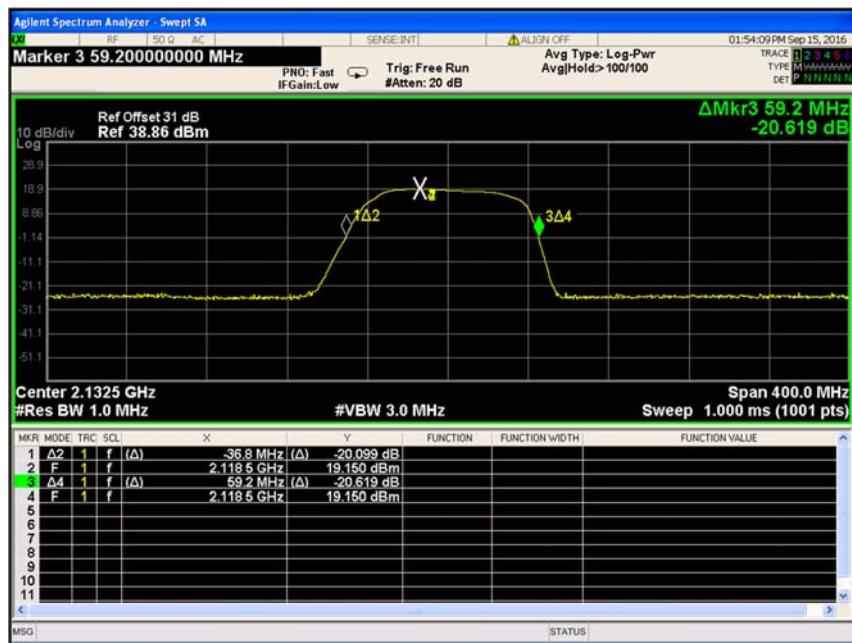 Agilent Spectrum Analyzer - Swept SA
RF 50 Ω AC SENSE:INT ALIGN OFF 01:54:09 PM Sep 15, 2016
Marker 3 59.200000000 MHz
PNO: Fast
IFGain:Low
Trig: Free Run
#Atten: 20 dB
Avg Type: Log-Pwr
Avg|Hold:> 100/100
TRACE 1 2 3 4 5 6
TYPE M
DET P N N N N N
Ref Offset 31 dB
10 dB/div Ref 38.86 dBm
Log
ΔMkr3 59.2 MHz
-20.619 dB
28.9
18.9
8.86
-1.14
-11.1
-21.1
-31.1
-41.1
-51.1
X
1Δ2
3Δ4
Center 2.1325 GHz Span 400.0 MHz
#Res BW 1.0 MHz #VBW 3.0 MHz Sweep 1.000 ms (1001 pts)
MKR MODE TRC SCL X Y FUNCTION FUNCTION WIDTH FUNCTION VALUE
1 Δ2 1 f (Δ) -36.8 MHz (Δ) -20.099 dB
2 F 1 f 2.118 5 GHz 19.150 dBm
3 Δ4 1 f (Δ) 59.2 MHz (Δ) -20.619 dB
4 F 1 f 2.118 5 GHz 19.150 dBm
5
6
7
8
9
10
11
MSG STATUS